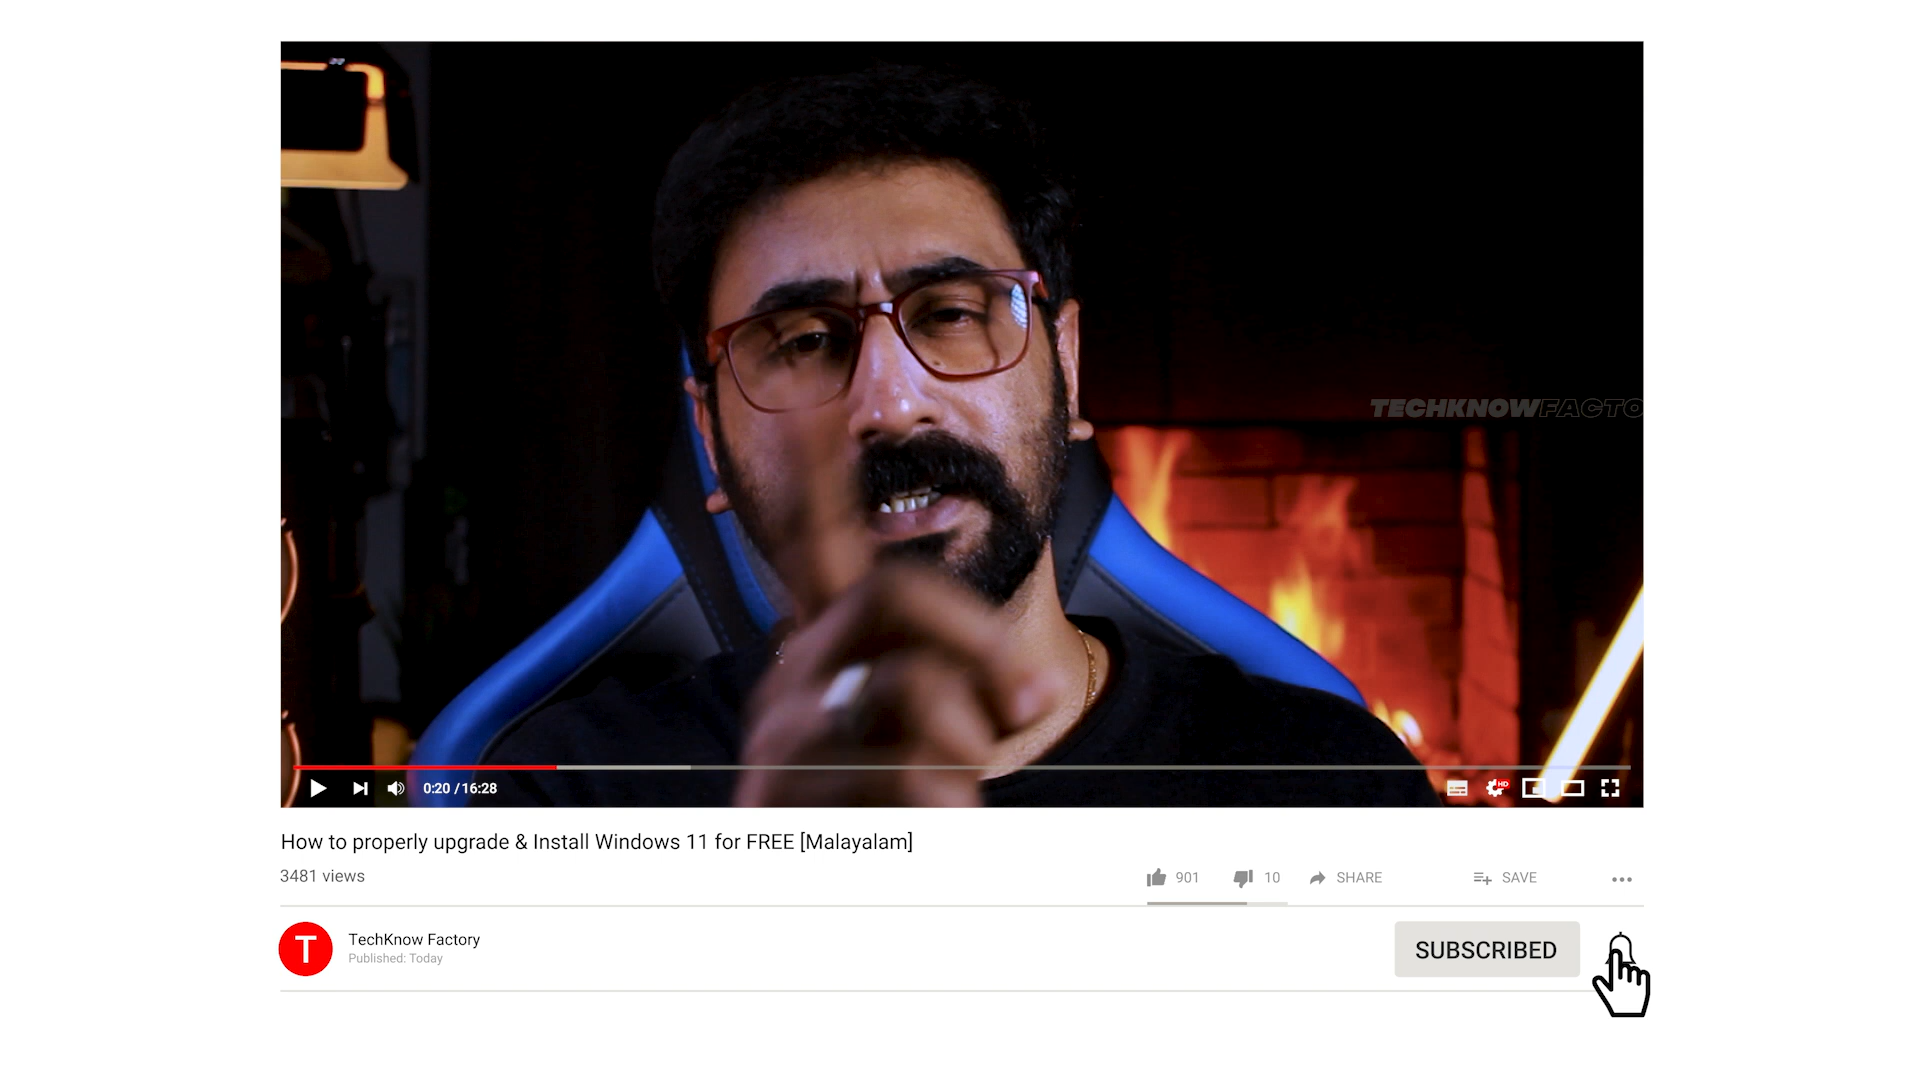 TECHKNOWFACTO
0:20 / 16:28
HD
How to properly upgrade & Install Windows 11 for FREE [Malayalam]
3481 views
901
10
SHARE
SAVE
T
TechKnow Factory
Published: Today
SUBSCRIBED